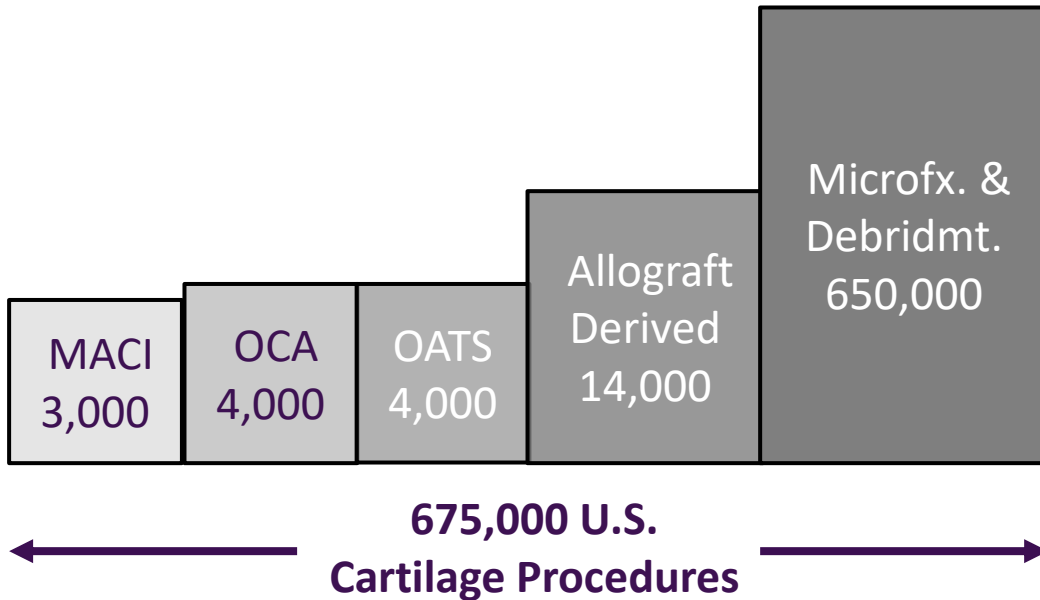 MACI
3,000
OCA
4,000
OATS
4,000
Allograft
Derived
14,000
Microfx. &
Debridmt.
650,000
675,000 U.S.
Cartilage Procedures